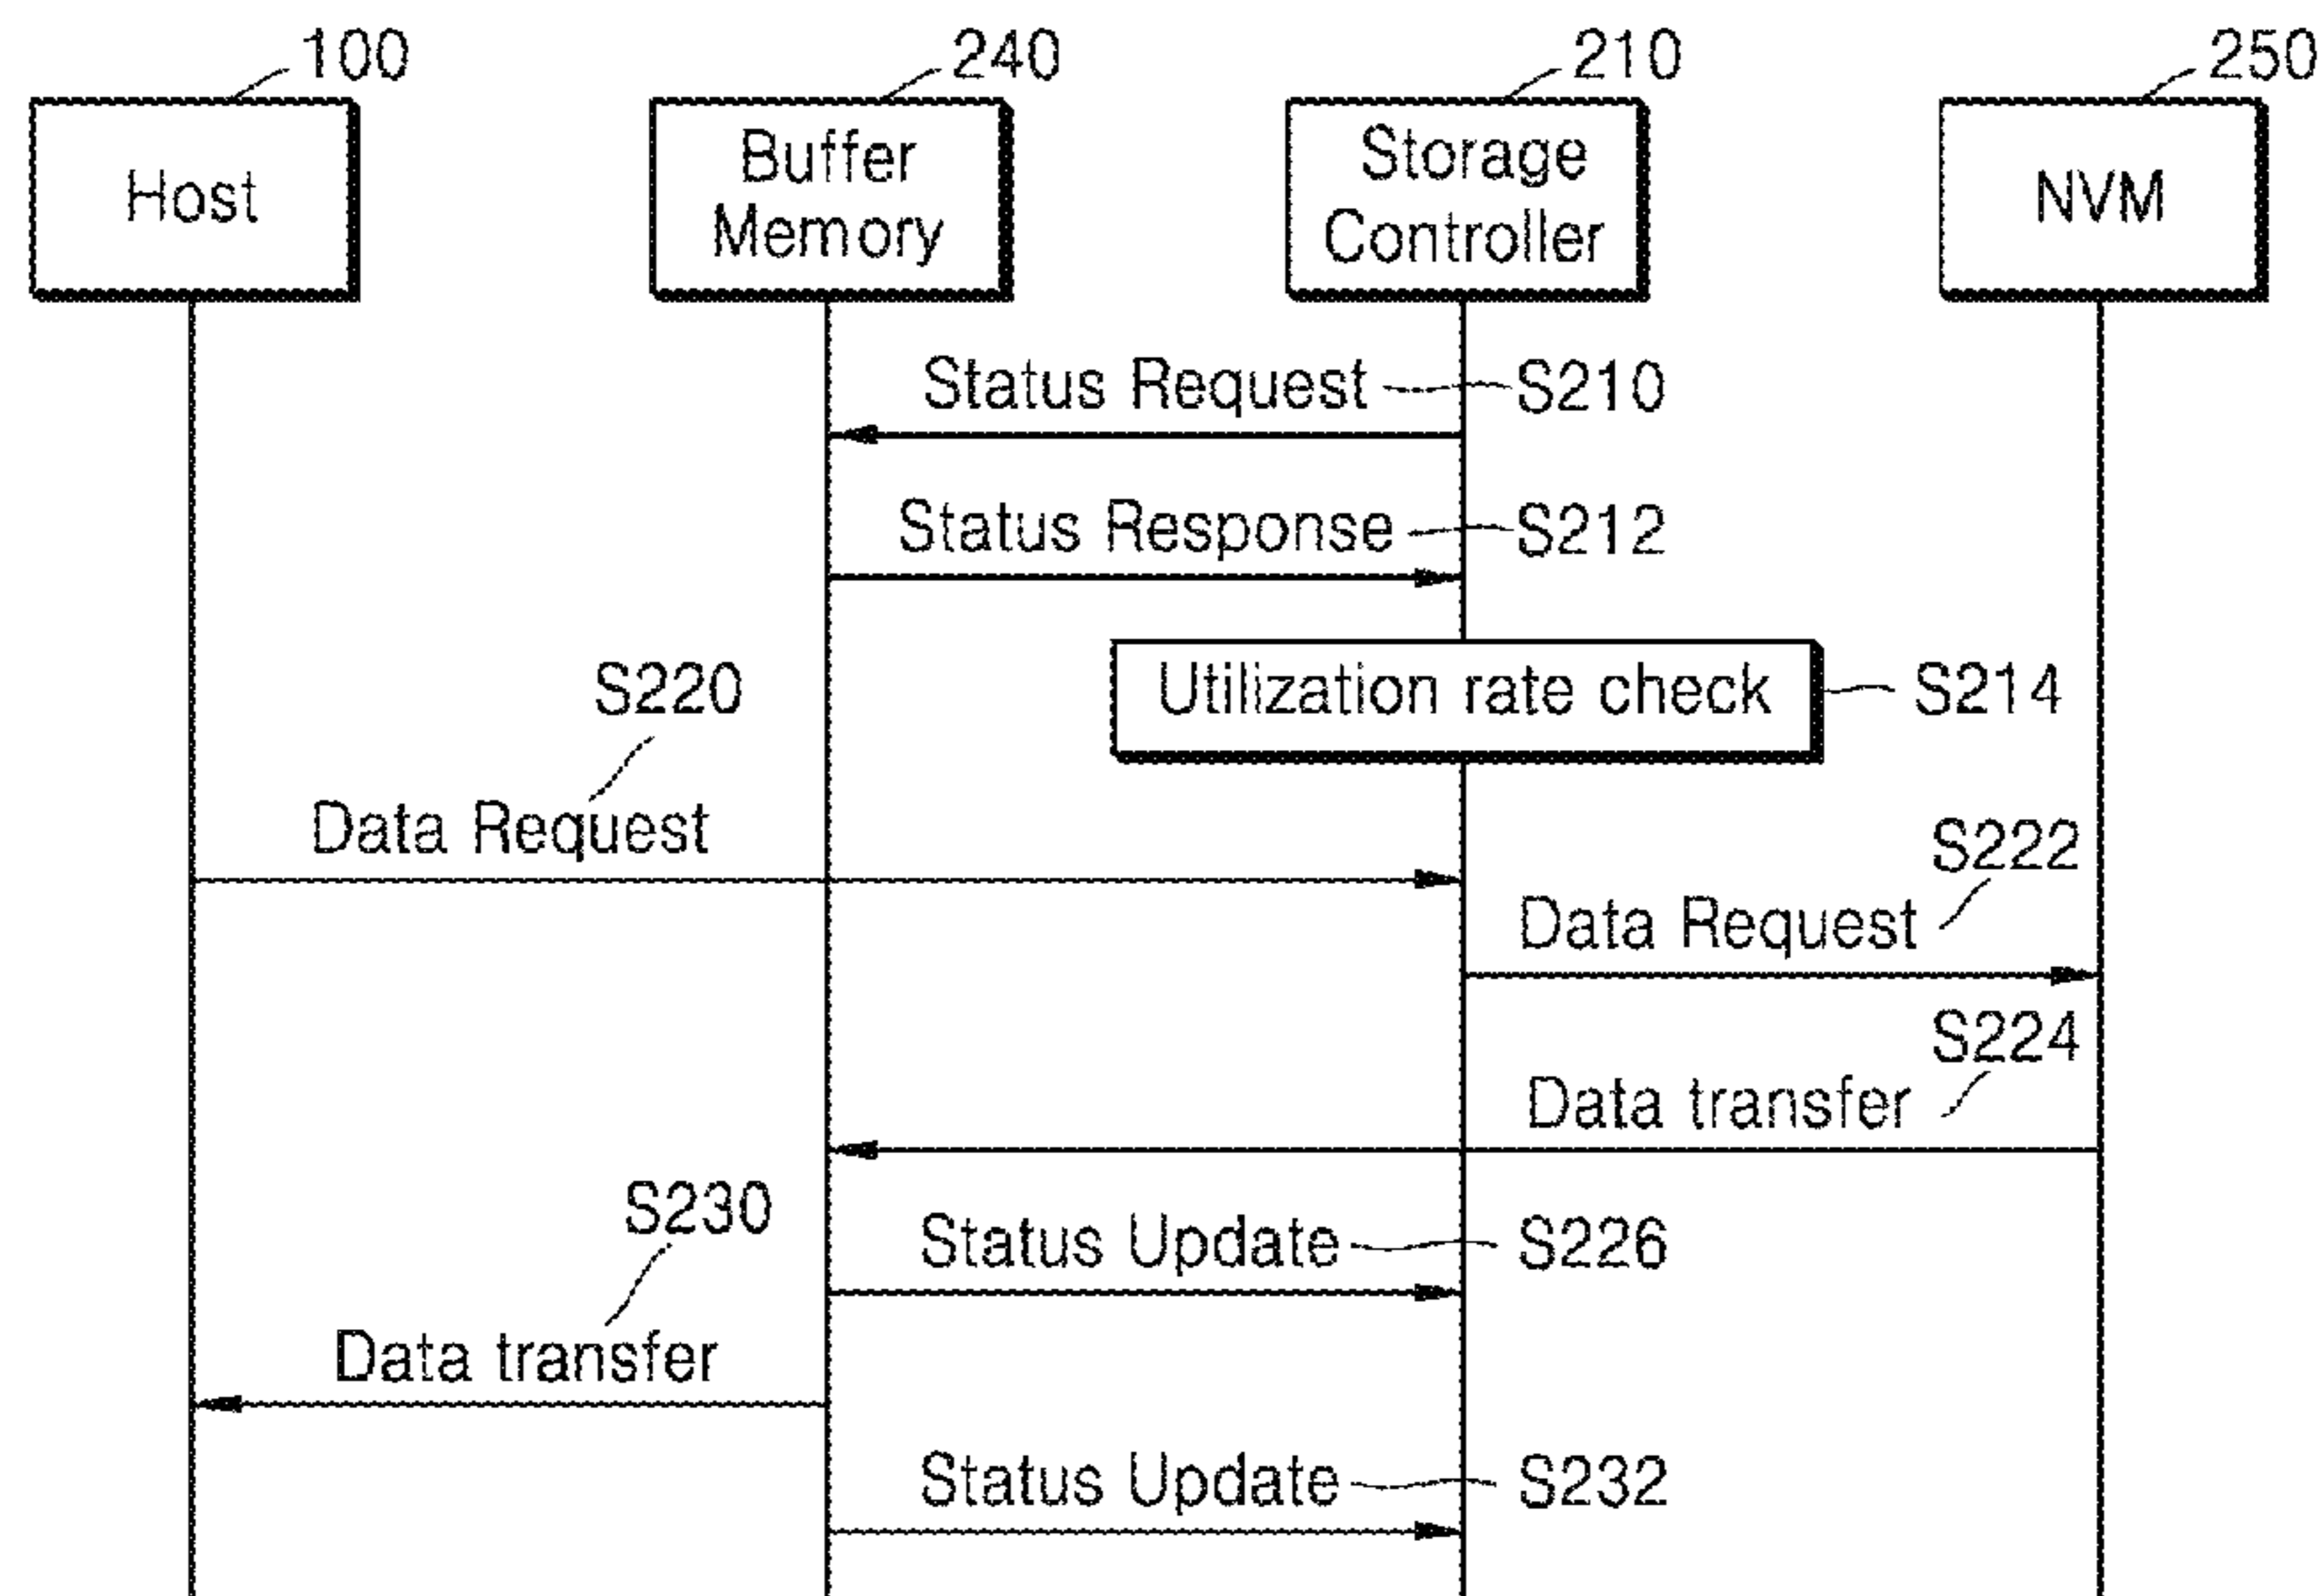 100
240
210
250
Host
Buffer
Memory
Storage
Controller
NVM
Status Request
S210
Status Response
S212
Utilization rate check
S214
S220
Data Request
S222
Data Request
S224
Data transfer
S230
Status Update
S226
Data transfer
Status Update
S232